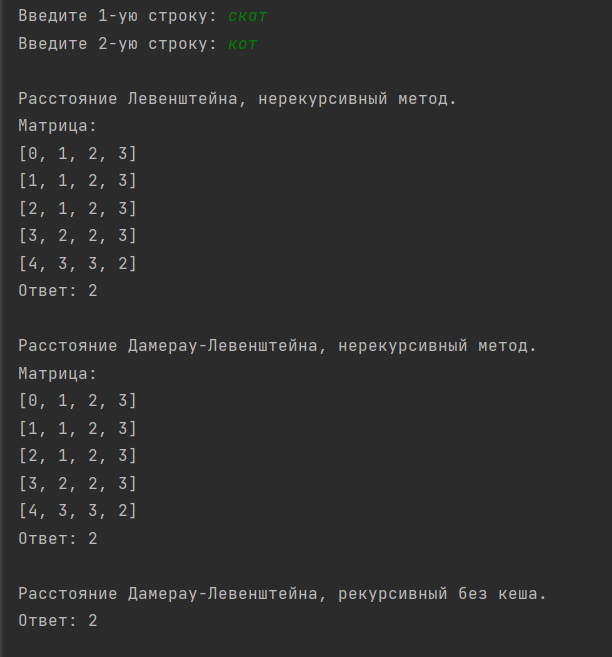 Введите 1-ую строку: скат
Введите 2-ую строку: кот
Расстояние Левенштейна, нерекурсивный метод.
Матрица:
[0, 1, 2, 3]
[1, 1, 2, 3]
[2, 1, 2, 3]
[3, 2, 2, 3]
[4, 3, 3, 2]
Ответ: 2
Расстояние Дамерау-Левенштейна, нерекурсивный метод.
Матрица:
[0, 1, 2, 3]
[1, 1, 2, 3]
[2, 1, 2, 3]
[3, 2, 2, 3]
[4, 3, 3, 2]
Ответ: 2
Расстояние Дамерау-Левенштейна, рекурсивный без кеша.
Ответ: 2